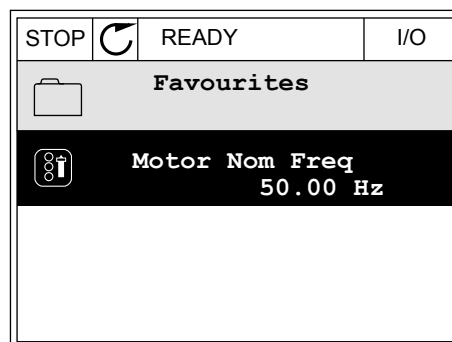 STOP READY I/O
Favourites
Motor Nom Freq
50.00 Hz